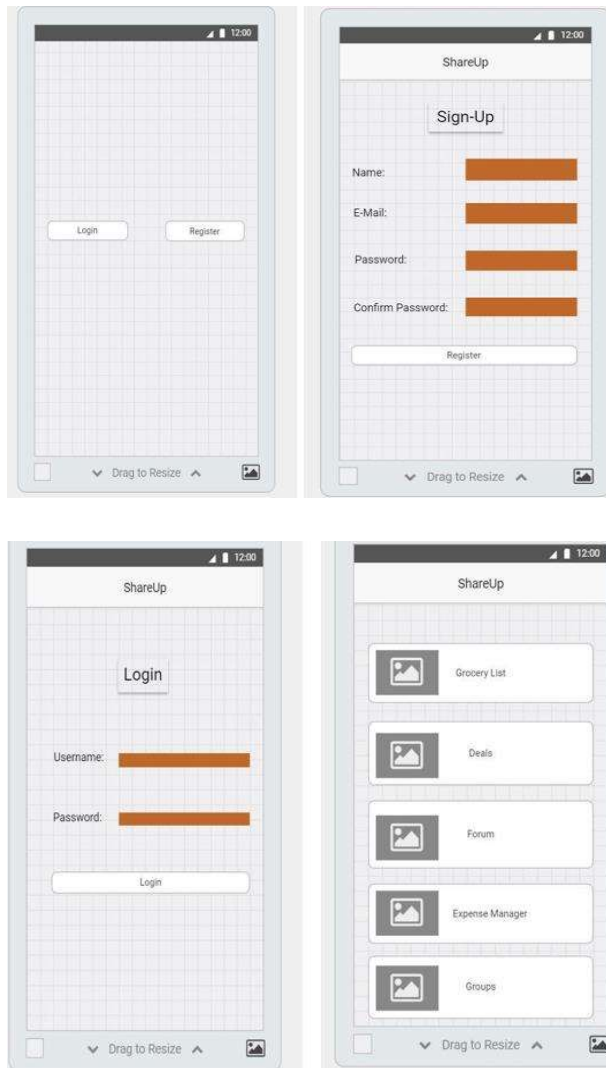 12:00
Login Register
Drag to Resize
12:00
ShareUp
Sign-Up
Name:
E-Mail:
Password:
Confirm Password:
Register
Drag to Resize
12:00
ShareUp
Login
Username:
Password:
Login
Drag to Resize
12:00
ShareUp
Grocery List
Deals
Forum
Expense Manager
Groups
Drag to Resize